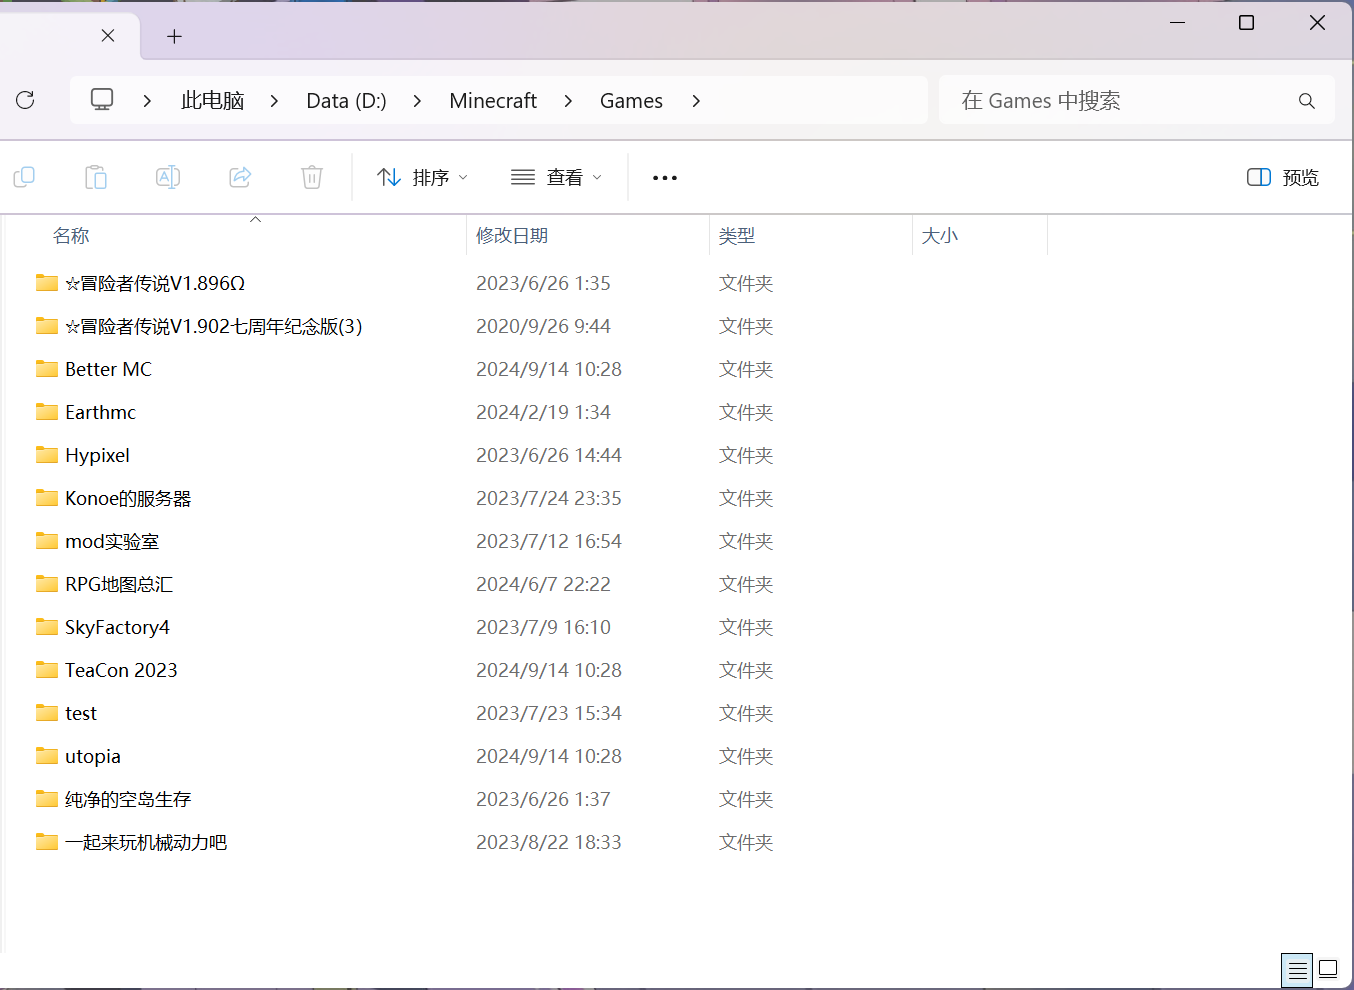 此电脑 > Data (D:) > Minecraft > Games >
在 Games 中搜索
排序 查看 ••• 预览
名称 修改日期 类型 大小
☆冒险者传说V1.896Ω 2023/6/26 1:35 文件夹
☆冒险者传说V1.902七周年纪念版(3) 2020/9/26 9:44 文件夹
Better MC 2024/9/14 10:28 文件夹
Earthmc 2024/2/19 1:34 文件夹
Hypixel 2023/6/26 14:44 文件夹
Konoe的服务器 2023/7/24 23:35 文件夹
mod实验室 2023/7/12 16:54 文件夹
RPG地图总汇 2024/6/7 22:22 文件夹
SkyFactory4 2023/7/9 16:10 文件夹
TeaCon 2023 2024/9/14 10:28 文件夹
test 2023/7/23 15:34 文件夹
utopia 2024/9/14 10:28 文件夹
纯净的空岛生存 2023/6/26 1:37 文件夹
一起来玩机械动力吧 2023/8/22 18:33 文件夹